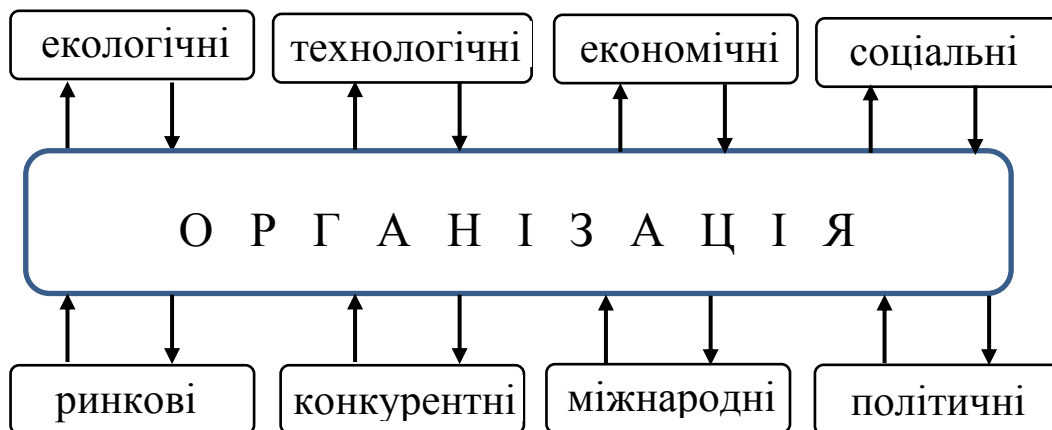 екологічні
технологічні
економічні
соціальні
О Р Г А Н І З А Ц І Я
ринкові
конкурентні
міжнародні
політичні